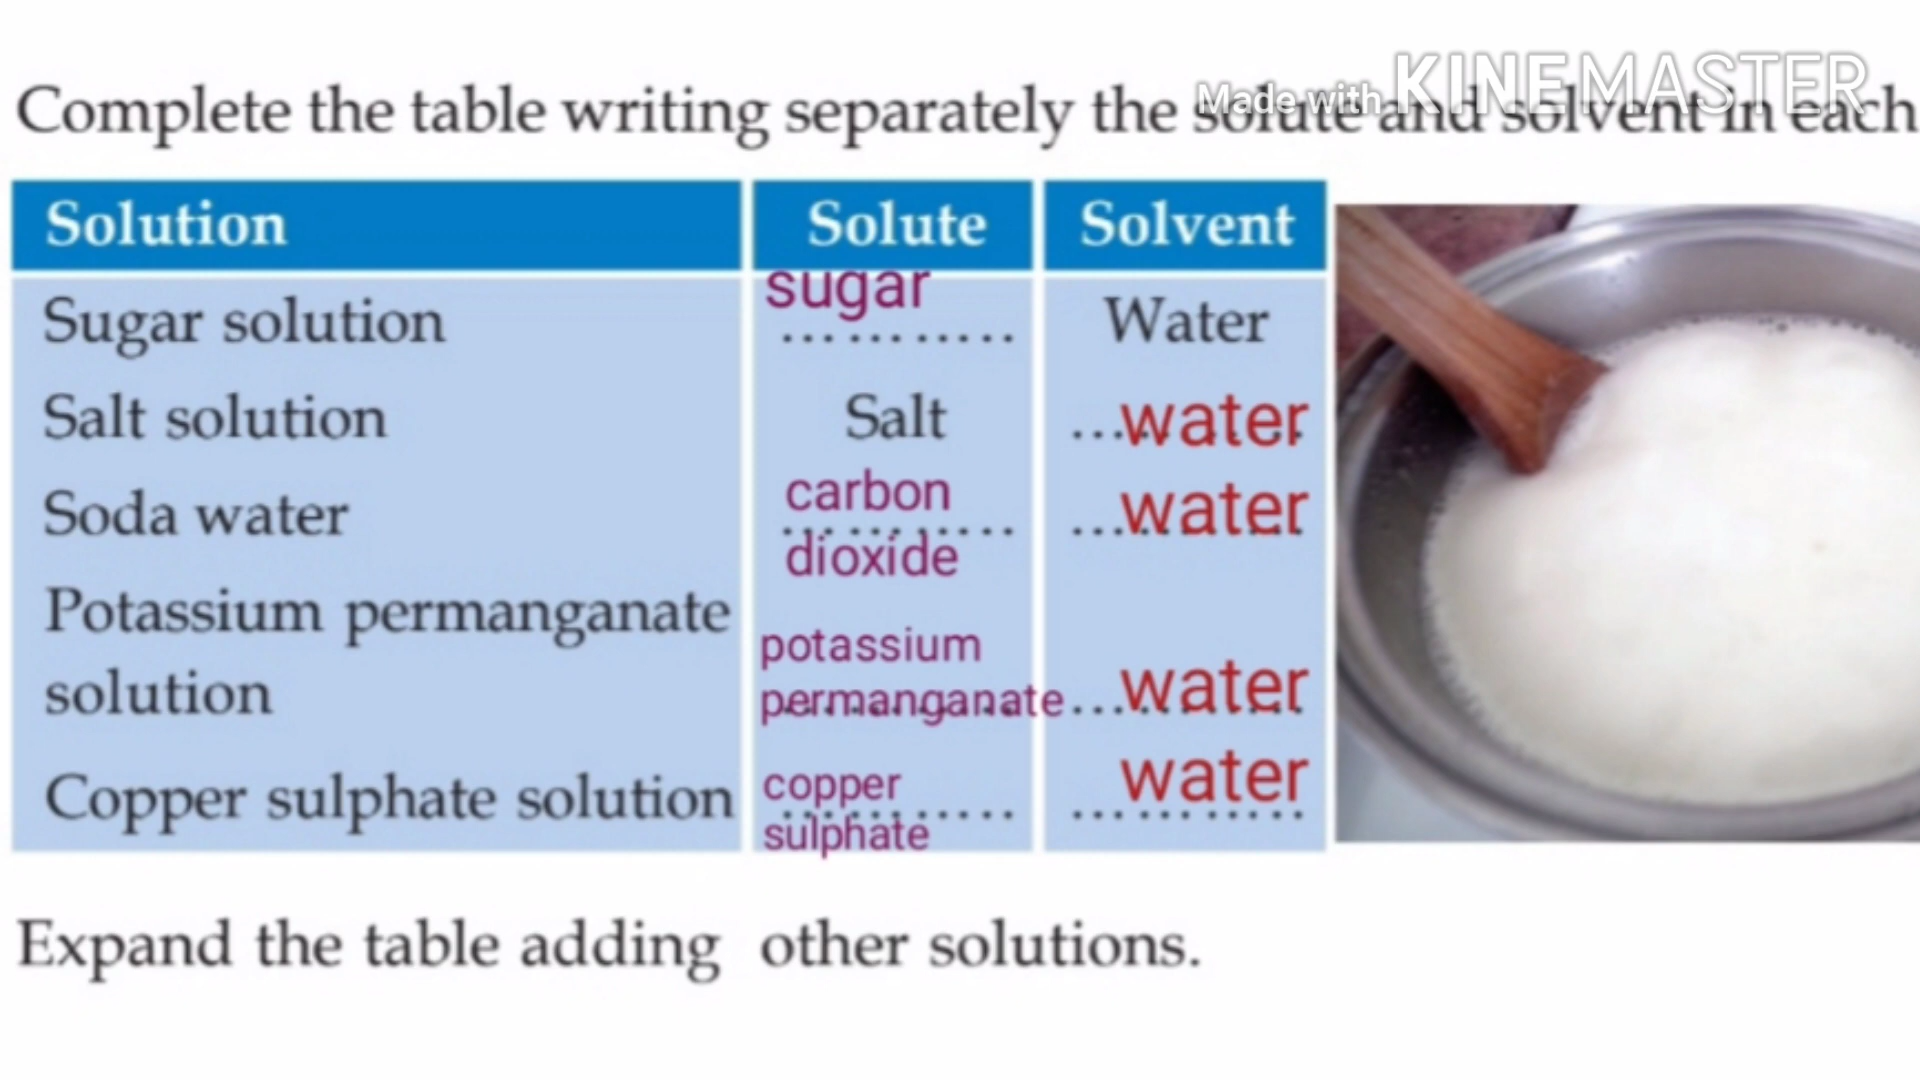 Made with KINEMASTER
Complete the table writing separately the solute and solvent in each
Solution Solute Solvent
Sugar solution sugar ........... Water
Salt solution Salt ...water
Soda water carbon dioxide ........... ...water
Potassium permanganate
solution potassium permanganate ...water
Copper sulphate solution copper sulphate ........... water ...........
Expand the table adding other solutions.